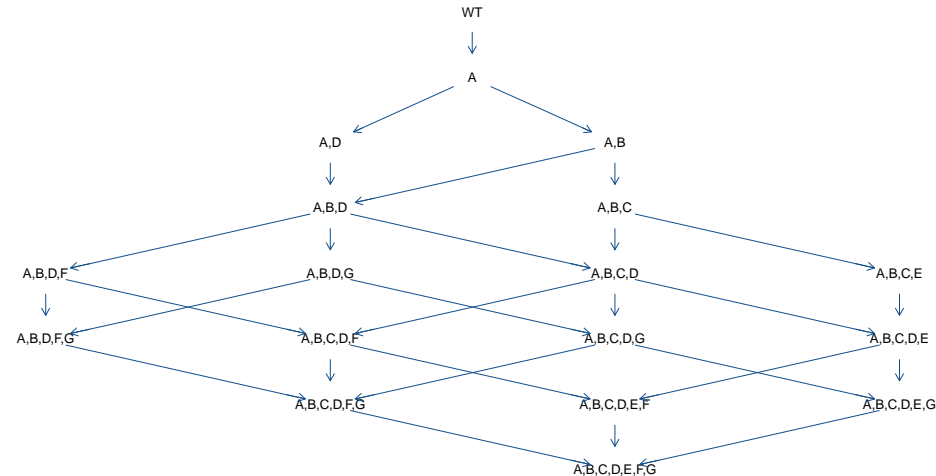 WT
A
A,D
A,B
A,B,D
A,B,C
A,B,D,F
A,B,D,G
A,B,C,D
A,B,C,E
A,B,D,F,G
A,B,C,D,F
A,B,C,D,G
A,B,C,D,E
A,B,C,D,F,G
A,B,C,D,E,F
A,B,C,D,E,G
A,B,C,D,E,F,G